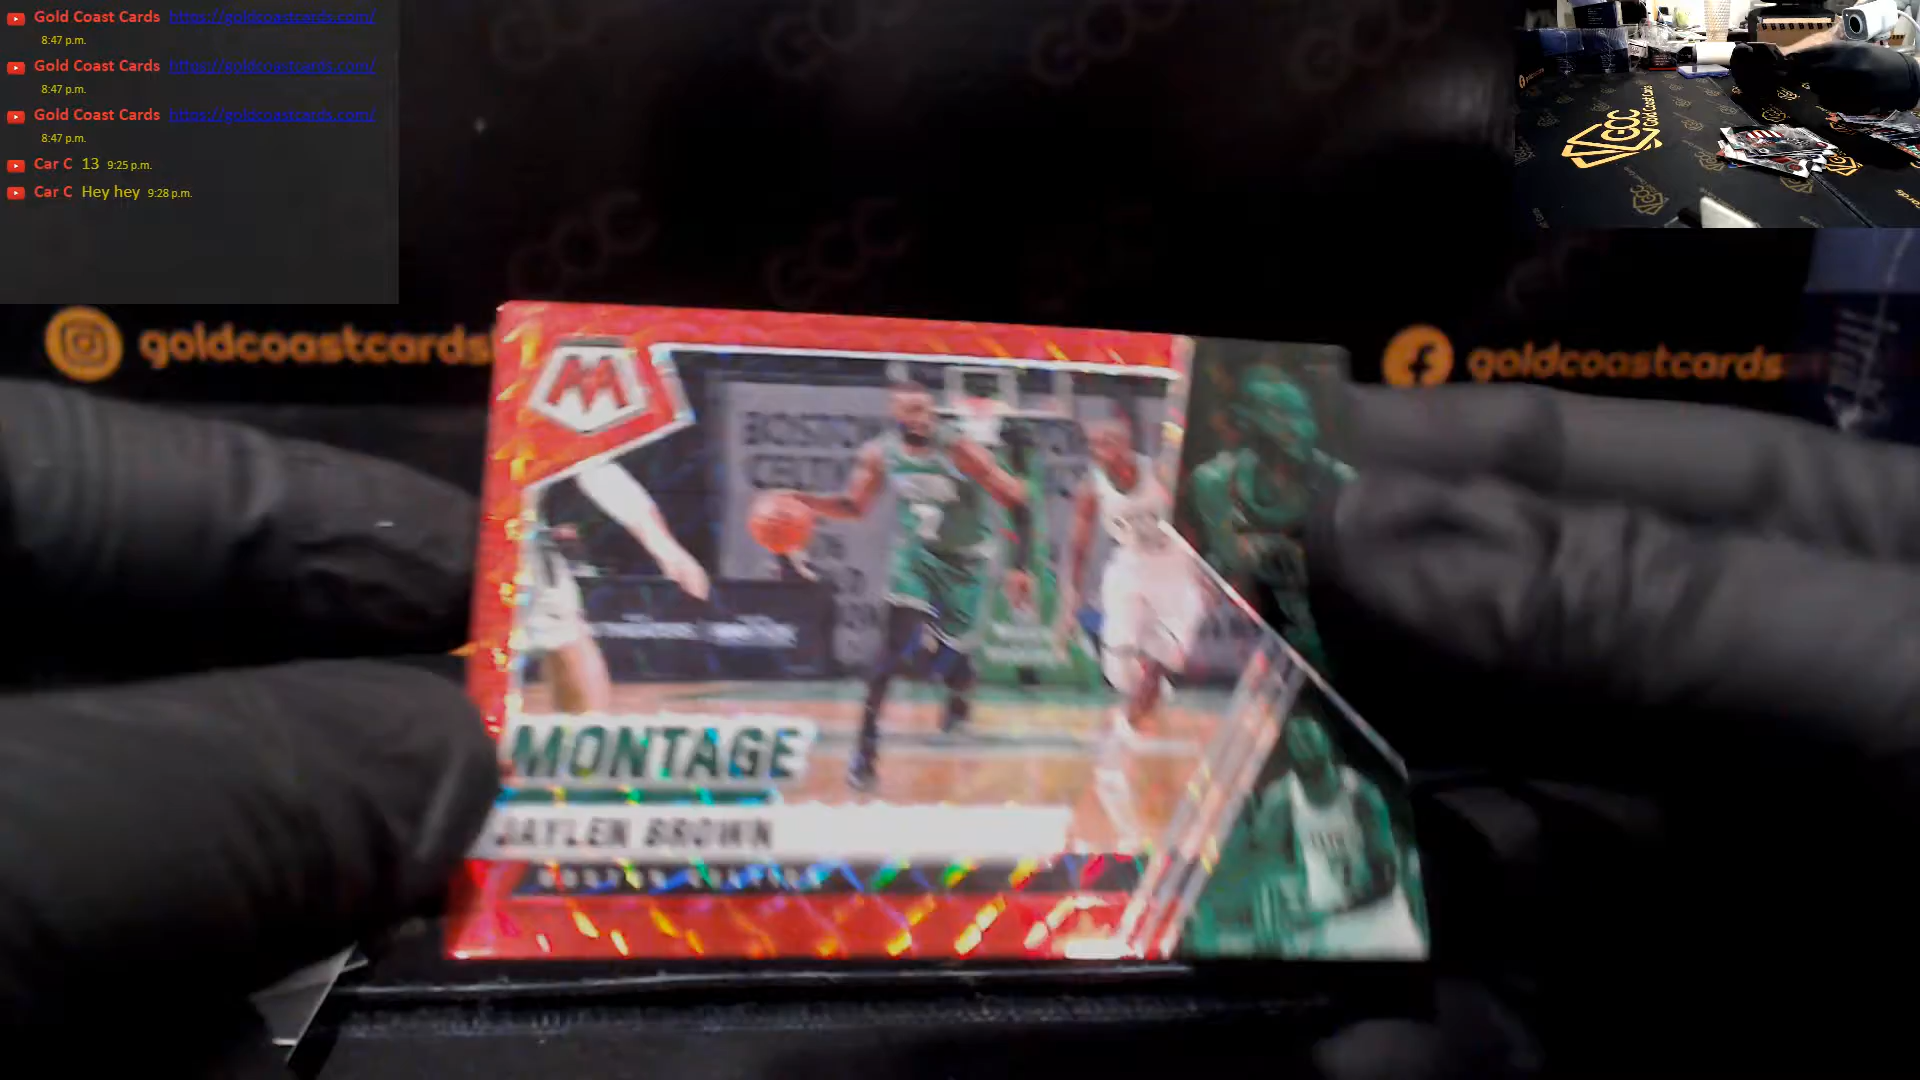 Gold Coast Cards https://goldcoastcards.com/
8:47 p.m.
Gold Coast Cards https://goldcoastcards.com/
8:47 p.m.
Gold Coast Cards https://goldcoastcards.com/
8:47 p.m.
Car C 13 9:25 p.m.
Car C Hey hey 9:28 p.m.
GCC
Gold Coast Cards
goldcoastcards
goldcoastcards
M
BOSTON
CELTI
MONTAGE
JAYLEN BROWN
BOSTON CELTICS